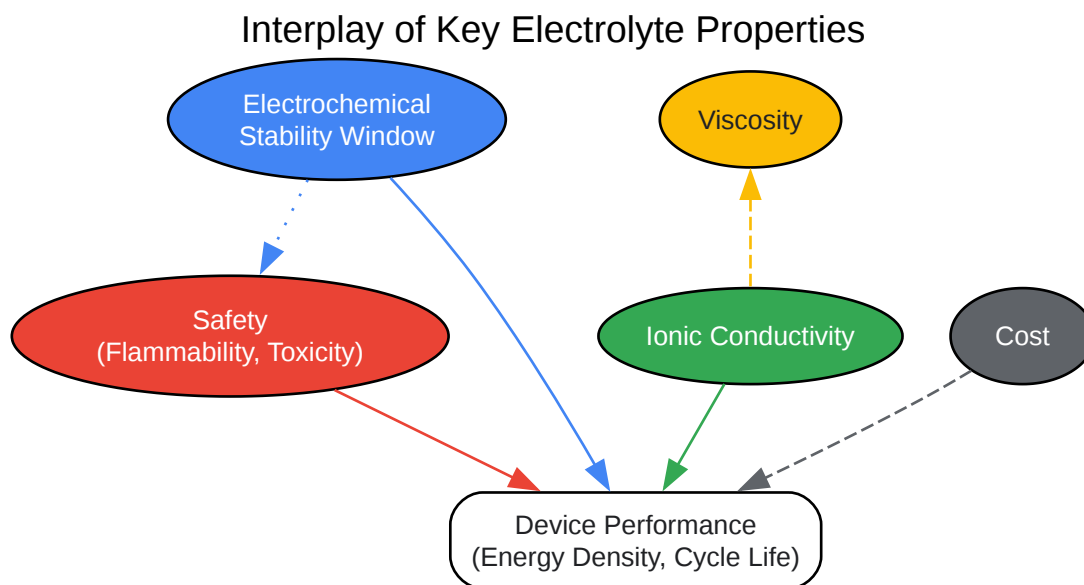 Interplay of Key Electrolyte Properties
Electrochemical
Stability Window
Viscosity
Safety
(Flammability, Toxicity)
Ionic Conductivity
Cost
Device Performance
(Energy Density, Cycle Life)